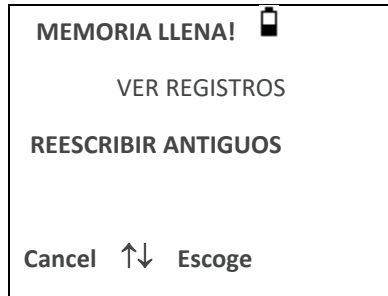 MEMORIA LLENA!
VER REGISTROS
REESCRIBIR ANTIGUOS
Cancel ↑↓ Escoge